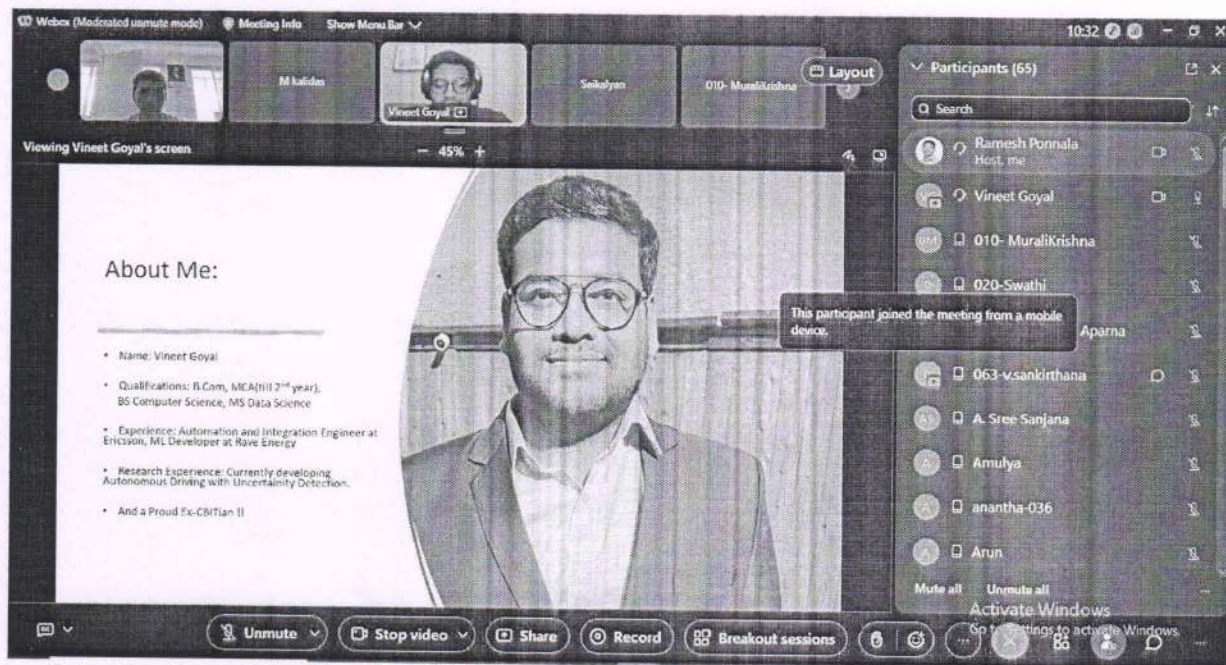 Webex (Moderated unmute mode) Meeting Info Show Menu Bar
10:32
M kalidas
Vineet Goyal
Saikalyan
010- MuraliKrishna
Layout
Viewing Vineet Goyal's screen
- 45% +
About Me:
• Name: Vineet Goyal
• Qualifications: B.Com, MCA(till 2nd year),
BS Computer Science, MS Data Science
• Experience: Automation and Integration Engineer at
Ericsson, ML Developer at Rave Energy
• Research Experience: Currently developing
Autonomous Driving with Uncertainity Detection.
• And a Proud Ex-CBITian !!
Participants (65)
Search
Ramesh Ponnala
Host, me
Vineet Goyal
010- MuraliKrishna
020-Swathi
This participant joined the meeting from a mobile
device.
Aparna
063-v.sankirthana
A. Sree Sanjana
Amulya
anantha-036
Arun
Mute all Unmute all
Activate Windows
Go to Settings to activate Windows.
Unmute
Stop video
Share
Record
Breakout sessions